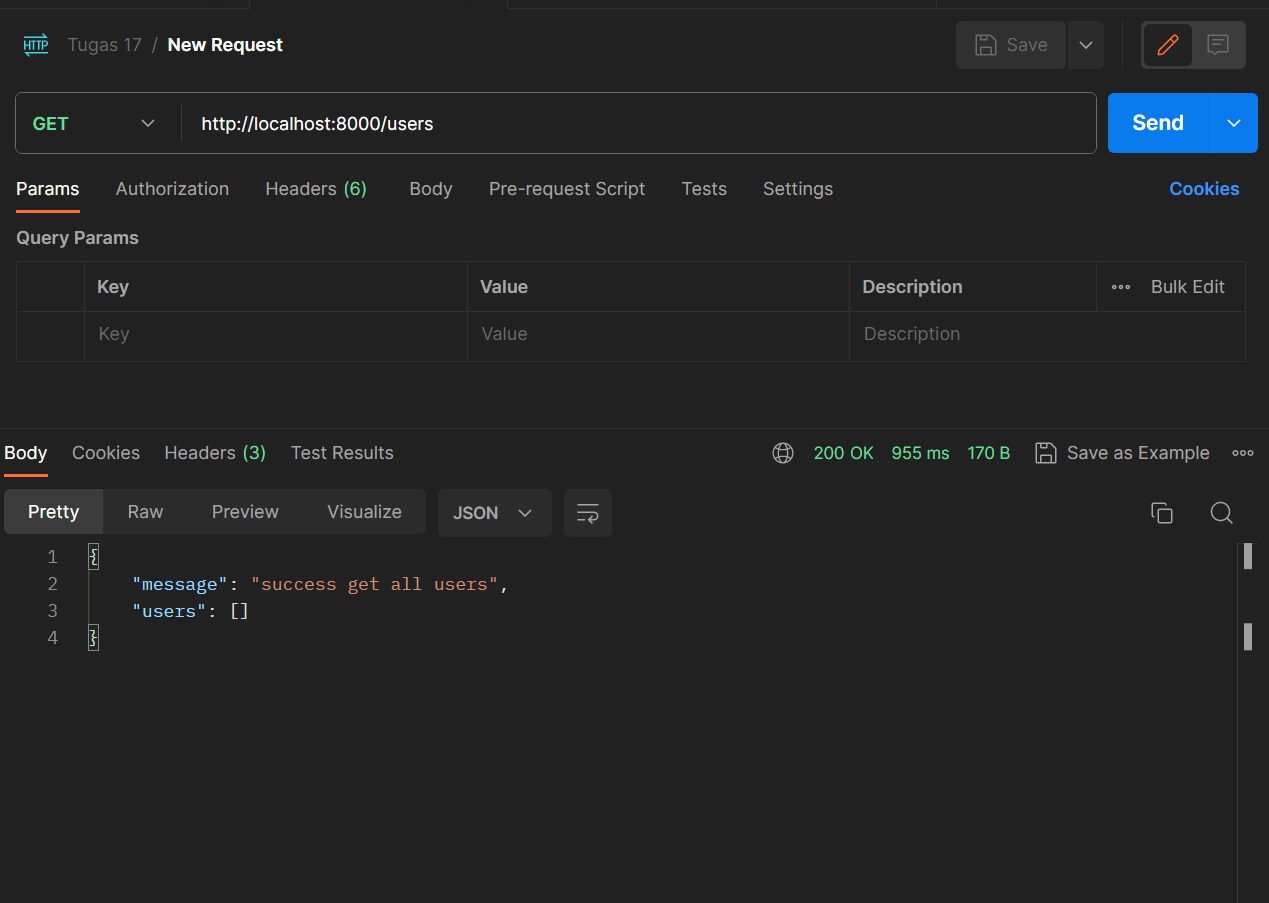 HTTP Tugas 17 / New Request Save
GET http://localhost:8000/users Send
Params Authorization Headers (6) Body Pre-request Script Tests Settings Cookies
Query Params
Key Value Description Bulk Edit
Key Value Description
Body Cookies Headers (3) Test Results 200 OK 955 ms 170 B Save as Example
Pretty Raw Preview Visualize JSON
1 {
2 "message": "success get all users",
3 "users": []
4 }